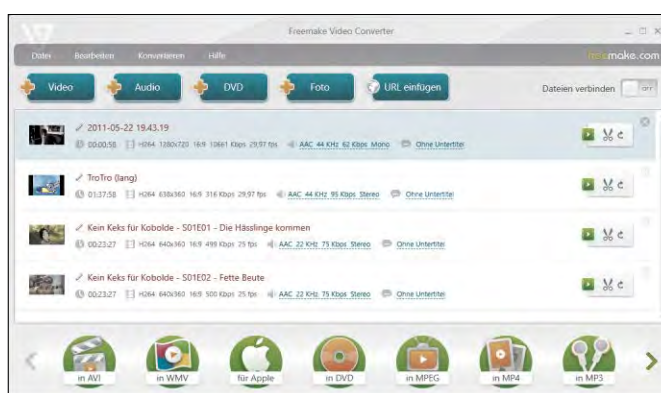 Freemake Video Converter
Datei Bearbeiten Konvertieren Hilfe freemake.com
Video Audio DVD Foto URL einfügen Dateien verbinden OFF
2011-05-22 19.43.19
00:00:58 H264 1280x720 16:9 10661 Kbps 29,97 fps AAC 44 KHz 62 Kbps Mono Ohne Untertitel
TroTro (lang)
01:37:58 H264 638x360 16:9 316 Kbps 29,97 fps AAC 44 KHz 95 Kbps Stereo Ohne Untertitel
Kein Keks für Kobolde - S01E01 - Die Hässlinge kommen
00:23:27 H264 640x360 16:9 499 Kbps 25 fps AAC 22 KHz 75 Kbps Stereo Ohne Untertitel
Kein Keks für Kobolde - S01E02 - Fette Beute
00:23:27 H264 640x360 16:9 500 Kbps 25 fps AAC 22 KHz 75 Kbps Stereo Ohne Untertitel
in AVI in WMV für Apple in DVD in MPEG in MP4 in MP3